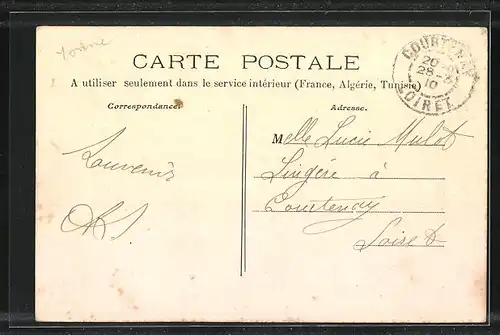 Yonne
CARTE POSTALE
A utiliser seulement dans le service intérieur (France, Algérie, Tunisie)
Correspondance.
Adresse.
COURTENAY
20
28-
10
LOIRET
Souvenir
Melle Lucie Mulot
Lingère à
Courtenay
Loiret